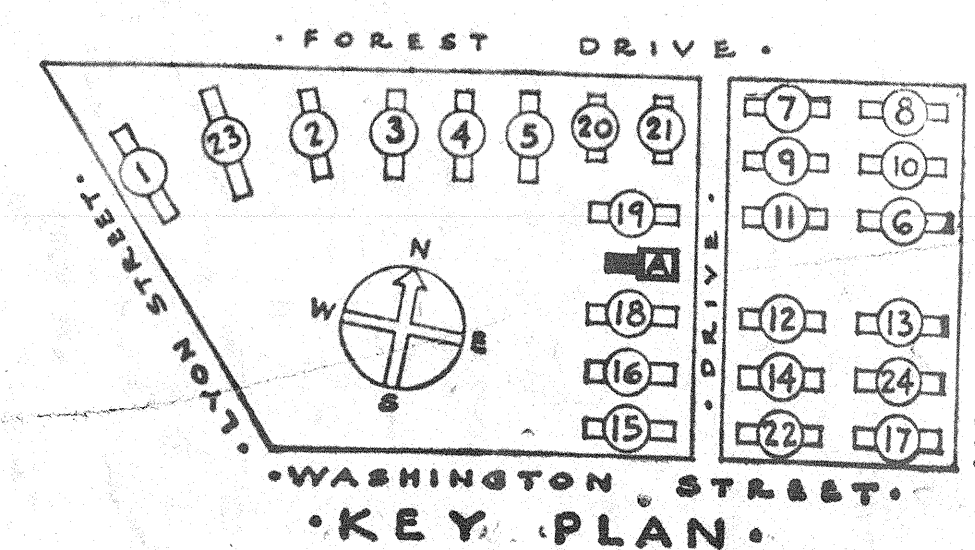 · FOREST DRIVE ·
7 8
1 23 2 3 4 5 20 21
9 10
19 11 6
· LYON STREET ·
N
W E
S
A
· DRIVE ·
18 12 13
16 14 24
15 22 17
· WASHINGTON STREET ·
· KEY PLAN ·